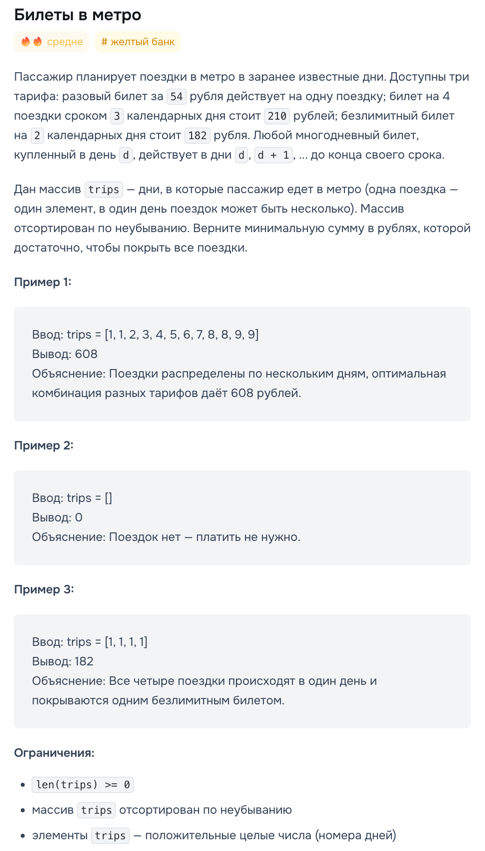 Билеты в метро
🔥🔥 средне # желтый банк
Пассажир планирует поездки в метро в заранее известные дни. Доступны три
тарифа: разовый билет за 54 рубля действует на одну поездку; билет на 4
поездки сроком 3 календарных дня стоит 210 рублей; безлимитный билет
на 2 календарных дня стоит 182 рубля. Любой многодневный билет,
купленный в день d, действует в дни d, d + 1, ... до конца своего срока.
Дан массив trips — дни, в которые пассажир едет в метро (одна поездка —
один элемент, в один день поездок может быть несколько). Массив
отсортирован по неубыванию. Верните минимальную сумму в рублях, которой
достаточно, чтобы покрыть все поездки.
Пример 1:
Ввод: trips = [1, 1, 2, 3, 4, 5, 6, 7, 8, 8, 9, 9]
Вывод: 608
Объяснение: Поездки распределены по нескольким дням, оптимальная
комбинация разных тарифов даёт 608 рублей.
Пример 2:
Ввод: trips = []
Вывод: 0
Объяснение: Поездок нет — платить не нужно.
Пример 3:
Ввод: trips = [1, 1, 1, 1]
Вывод: 182
Объяснение: Все четыре поездки происходят в один день и
покрываются одним безлимитным билетом.
Ограничения:
• len(trips) >= 0
• массив trips отсортирован по неубыванию
• элементы trips — положительные целые числа (номера дней)